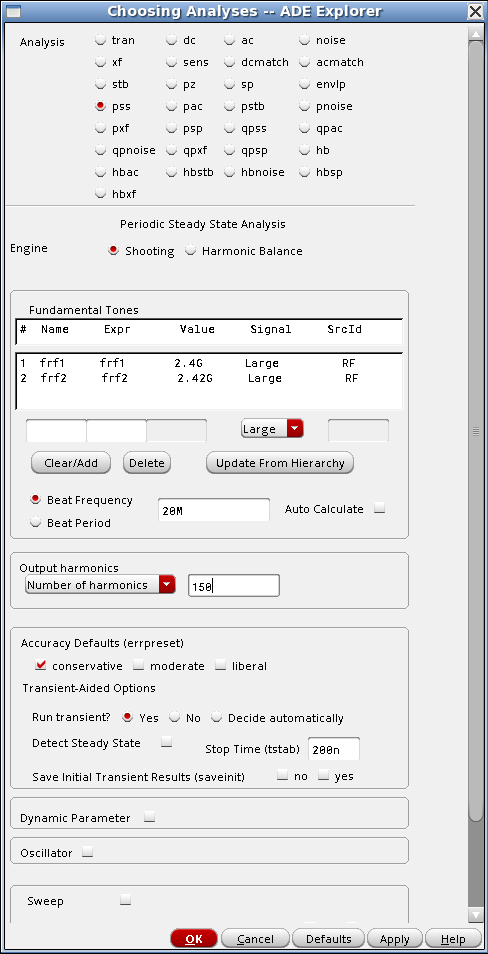 Choosing Analyses -- ADE Explorer
Analysis tran dc ac noise
xf sens dcmatch acmatch
stb pz sp envlp
pss pac pstb pnoise
pxf psp qpss qpac
qpnoise qpxf qpsp hb
hbac hbstb hbnoise hbsp
hbxf
Periodic Steady State Analysis
Engine Shooting Harmonic Balance
Fundamental Tones
# Name Expr Value Signal SrcId
1 frf1 frf1 2.4G Large RF
2 frf2 frf2 2.42G Large RF
Large
Clear/Add Delete Update From Hierarchy
Beat Frequency 20M Auto Calculate
Beat Period
Output harmonics
Number of harmonics 150
Accuracy Defaults (errpreset)
conservative moderate liberal
Transient-Aided Options
Run transient? Yes No Decide automatically
Detect Steady State Stop Time (tstab) 200n
Save Initial Transient Results (saveinit) no yes
Dynamic Parameter
Oscillator
Sweep
OK Cancel Defaults Apply Help